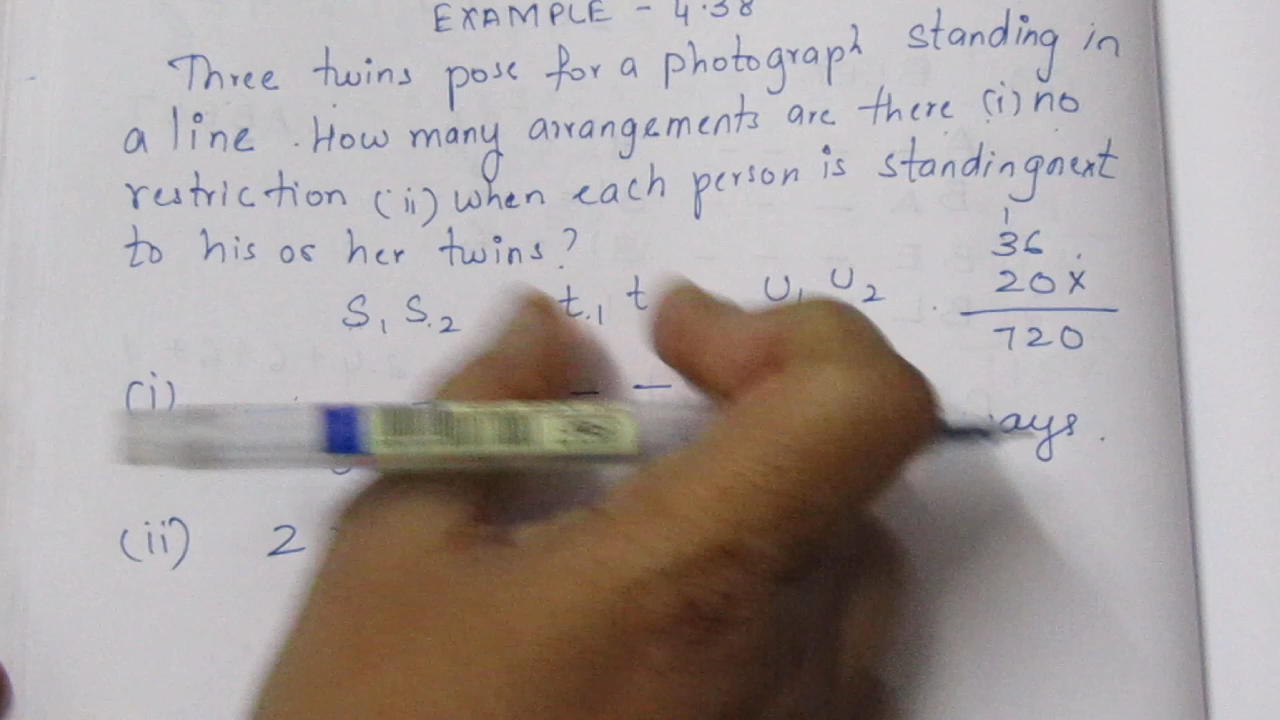 EXAMPLE - 4.38
Three twins pose for a photograph standing in
a line. How many arrangements are there (i) no
restriction (ii) when each person is standing next
to his or her twins?
S1 S2 t1 t U1 U2
36
20x
720
(i)
(ii) 2